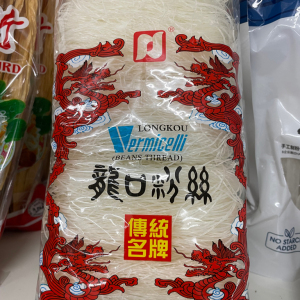 LONGKOU
Vermicelli
(BEANS THREAD)
龍口粉絲
傳統
名牌
NO STARCH
ADDED